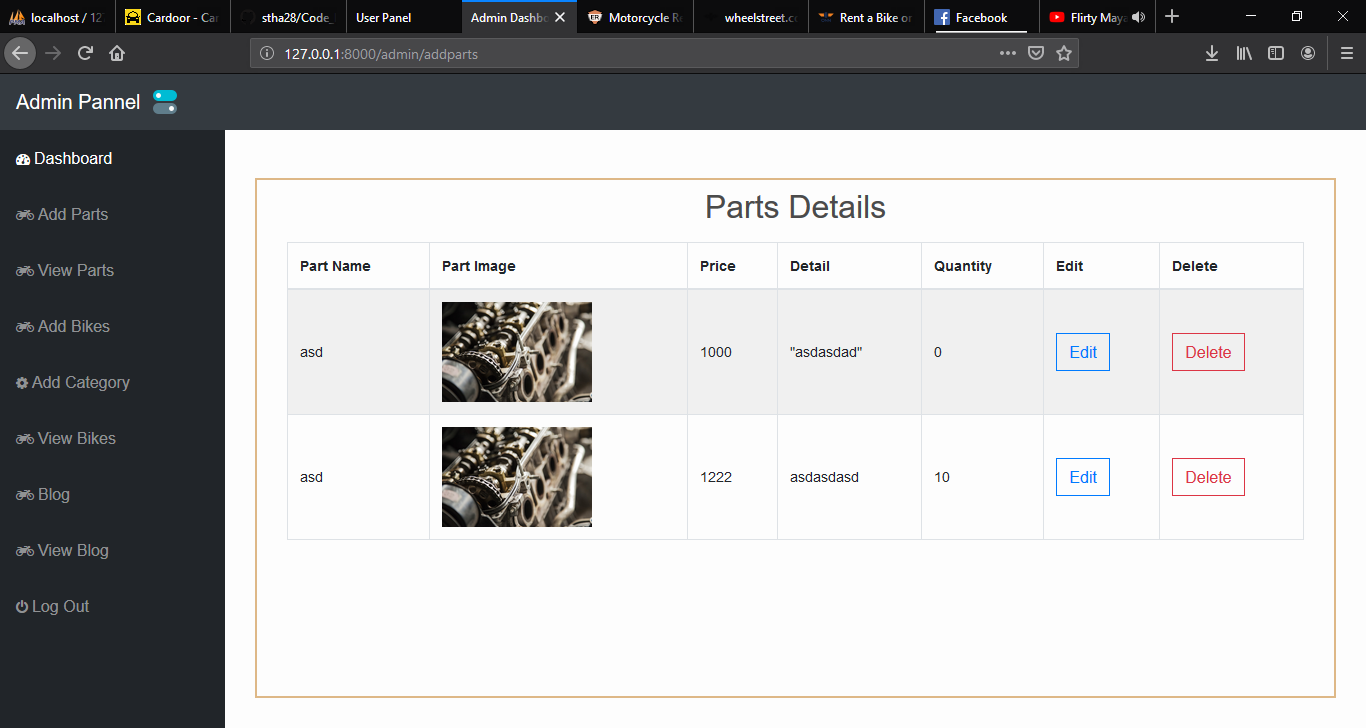 localhost / 12
Cardoor - Car
stha28/Code_
User Panel
Admin Dashbo
Motorcycle Re
wheelstreet.co
Rent a Bike or
Facebook
Flirty Maya
127.0.0.1:8000/admin/addparts
Admin Pannel
Dashboard
Add Parts
View Parts
Add Bikes
Add Category
View Bikes
Blog
View Blog
Log Out
Parts Details
Part Name Part Image Price Detail Quantity Edit Delete
asd 1000 "asdasdad" 0 Edit Delete
asd 1222 asdasdasd 10 Edit Delete